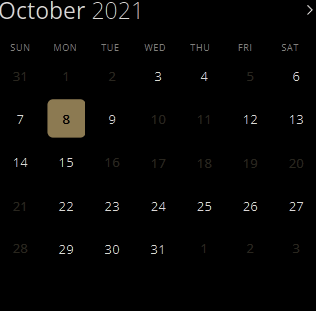 October 2021
SUN MON TUE WED THU FRI SAT
31 1 2 3 4 5 6
7 8 9 10 11 12 13
14 15 16 17 18 19 20
21 22 23 24 25 26 27
28 29 30 31 1 2 3